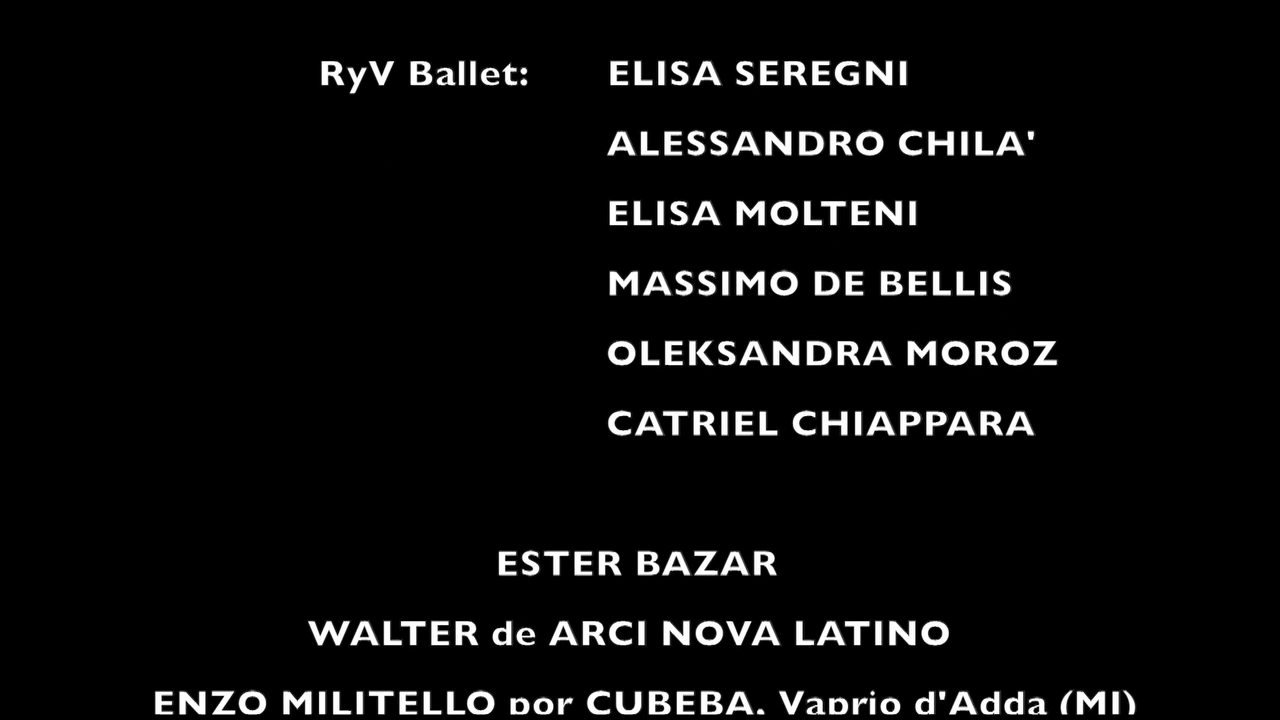 RyV Ballet: ELISA SEREGNI
ALESSANDRO CHILA'
ELISA MOLTENI
MASSIMO DE BELLIS
OLEKSANDRA MOROZ
CATRIEL CHIAPPARA
ESTER BAZAR
WALTER de ARCI NOVA LATINO
ENZO MILITELLO por CUBEBA, Vaprio d'Adda (MI)